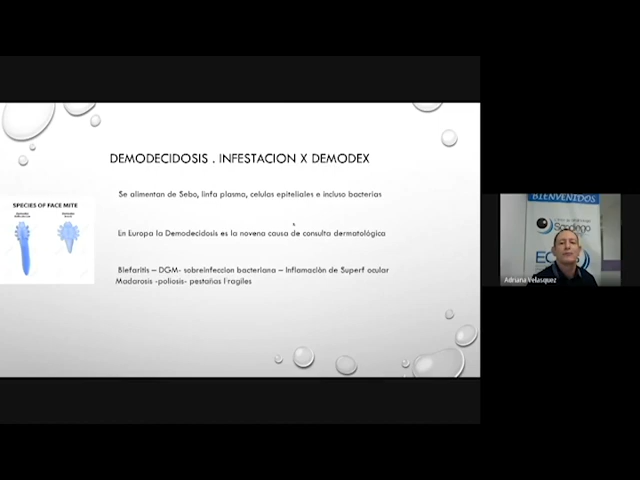 DEMODECIDOSIS . INFESTACION X DEMODEX
Se alimentan de Sebo, linfa plasma, celulas epiteliales e incluso bacterias
SPECIES OF FACE MITE
En Europa la Demodecidosis es la novena causa de consulta dermatológica
Blefaritis – DGM- sobreinfeccion bacteriana – Inflamación de Superf ocular
Madarosis -poliosis- pestañas Fragiles
BIENVENIDOS
Adriana Velasquez